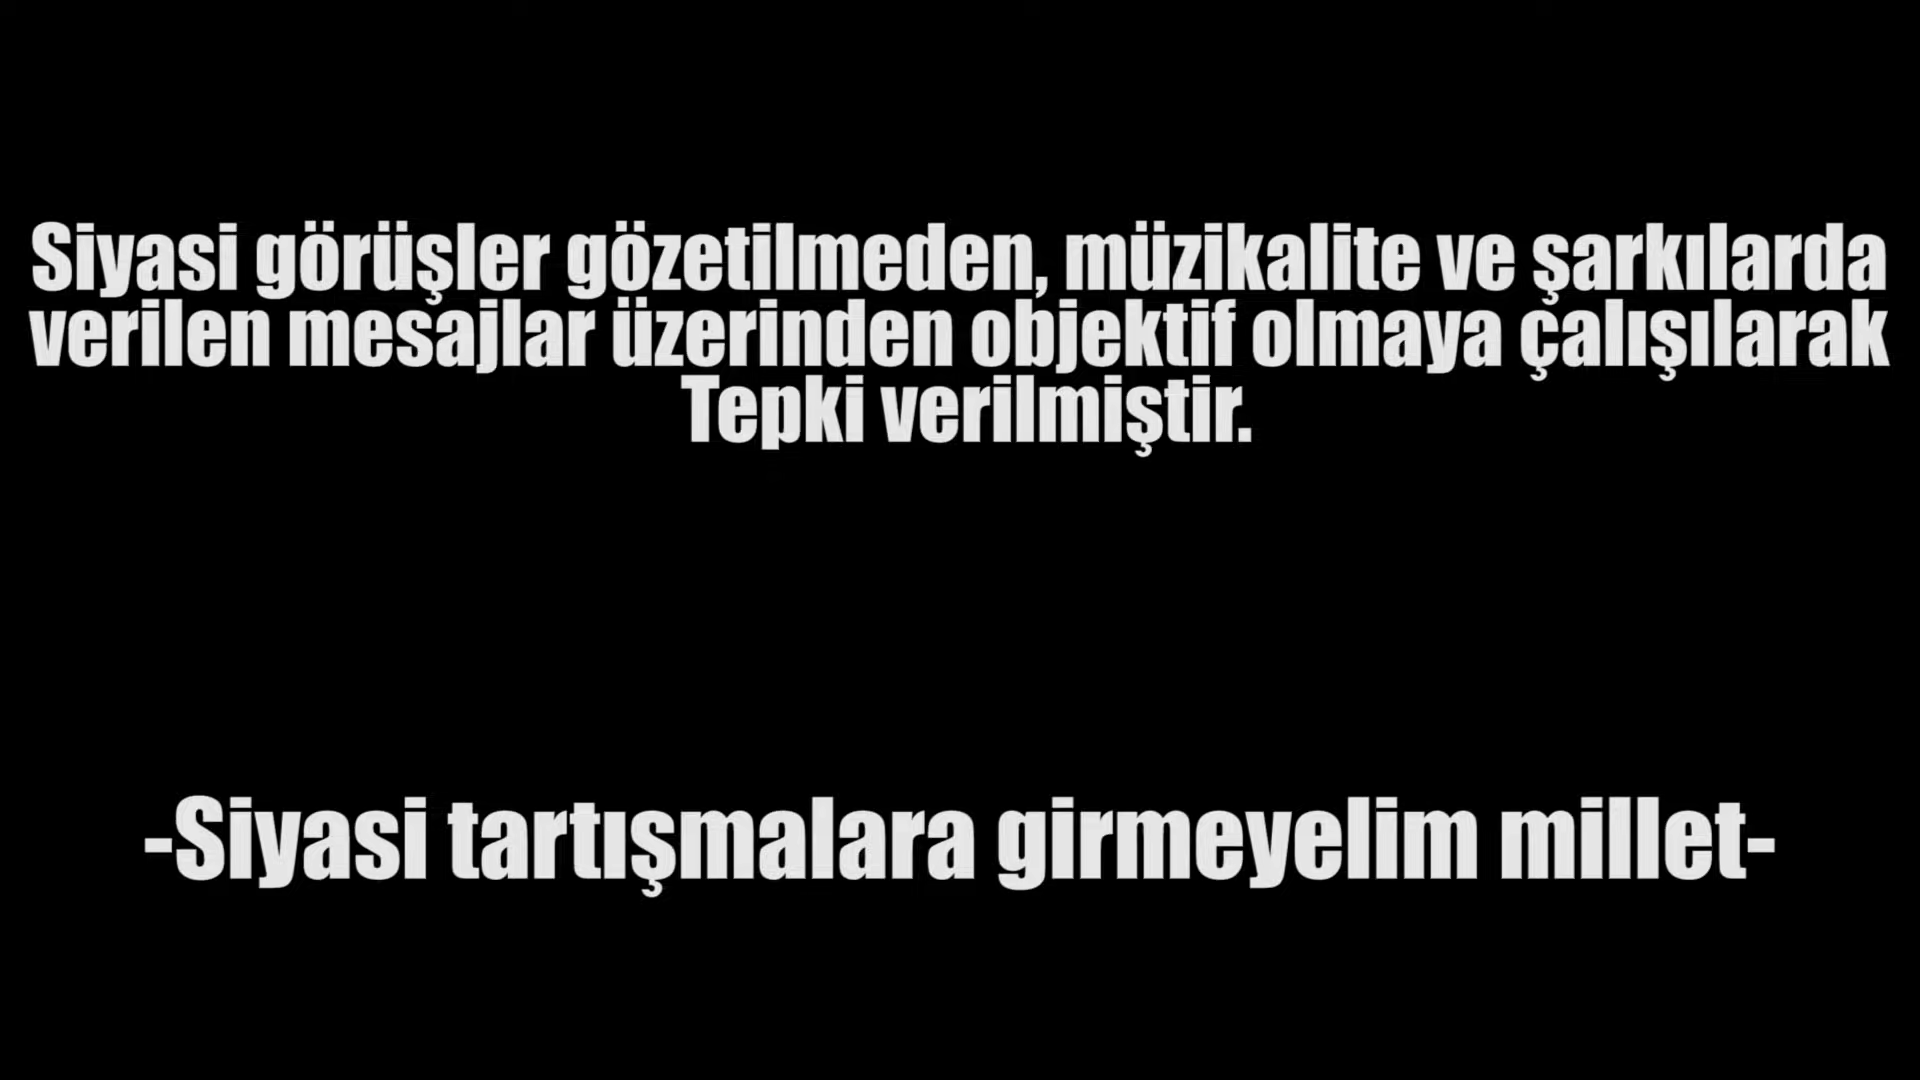 Siyasi görüşler gözetilmeden, müzikalite ve şarkılarda
verilen mesajlar üzerinden objektif olmaya çalışılarak
Tepki verilmiştir.
-Siyasi tartışmalara girmeyelim millet-